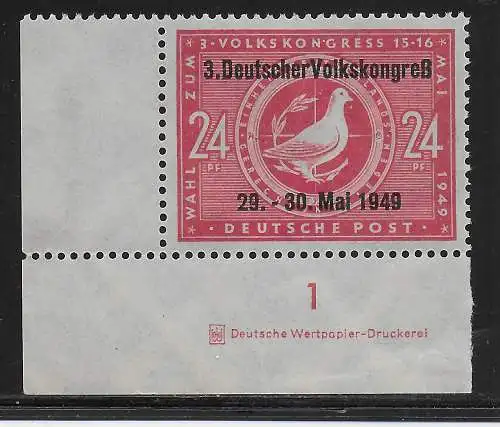 ★ WAHL ZUM ★ 3 · VOLKSKONGRESS 15-16 ★ MAI 1949 ★
3. Deutscher Volkskongreß
24 PF
24 PF
29. - 30. Mai 1949
· DEUTSCHE POST ·
1
Deutsche Wertpapier-Druckerei